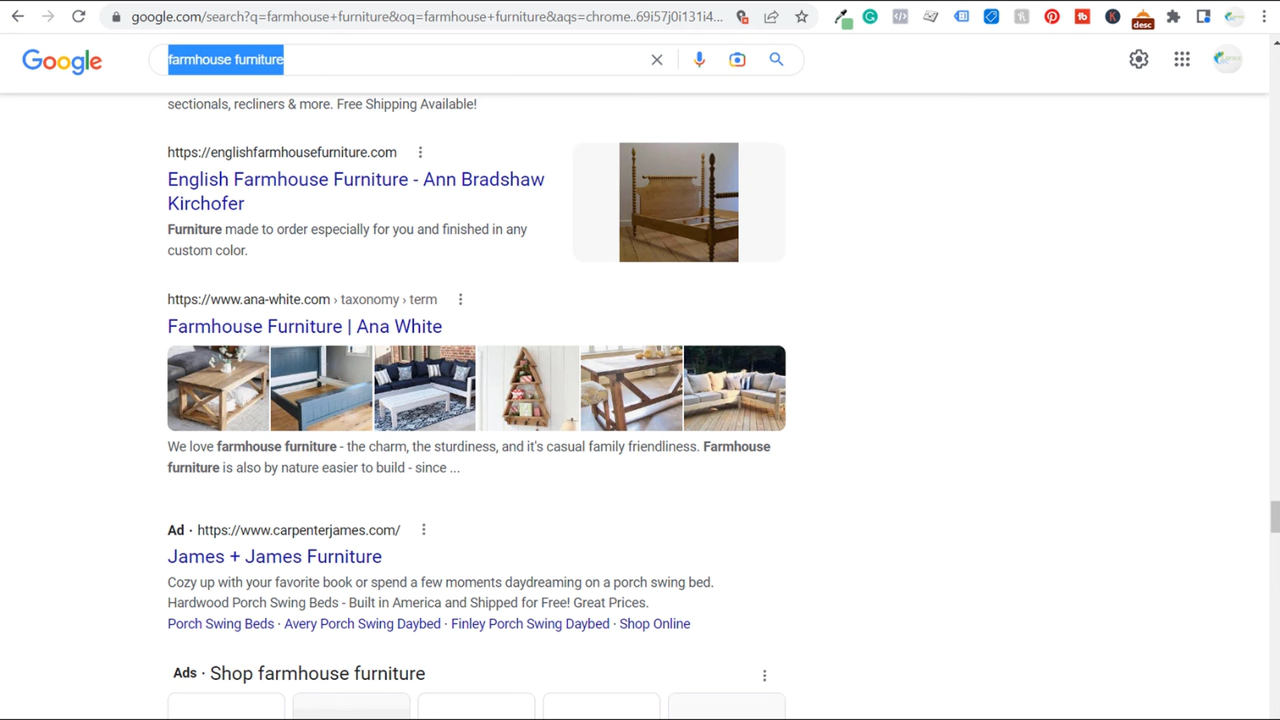 google.com/search?q=farmhouse+furniture&oq=farmhouse+furniture&aqs=chrome..69i57j0i131i4...
desc
Google
farmhouse furniture
sectionals, recliners & more. Free Shipping Available!
https://englishfarmhousefurniture.com
English Farmhouse Furniture - Ann Bradshaw
Kirchofer
Furniture made to order especially for you and finished in any
custom color.
https://www.ana-white.com › taxonomy › term
Farmhouse Furniture | Ana White
We love farmhouse furniture - the charm, the sturdiness, and it's casual family friendliness. Farmhouse
furniture is also by nature easier to build - since ...
Ad · https://www.carpenterjames.com/
James + James Furniture
Cozy up with your favorite book or spend a few moments daydreaming on a porch swing bed.
Hardwood Porch Swing Beds - Built in America and Shipped for Free! Great Prices.
Porch Swing Beds · Avery Porch Swing Daybed · Finley Porch Swing Daybed · Shop Online
Ads · Shop farmhouse furniture